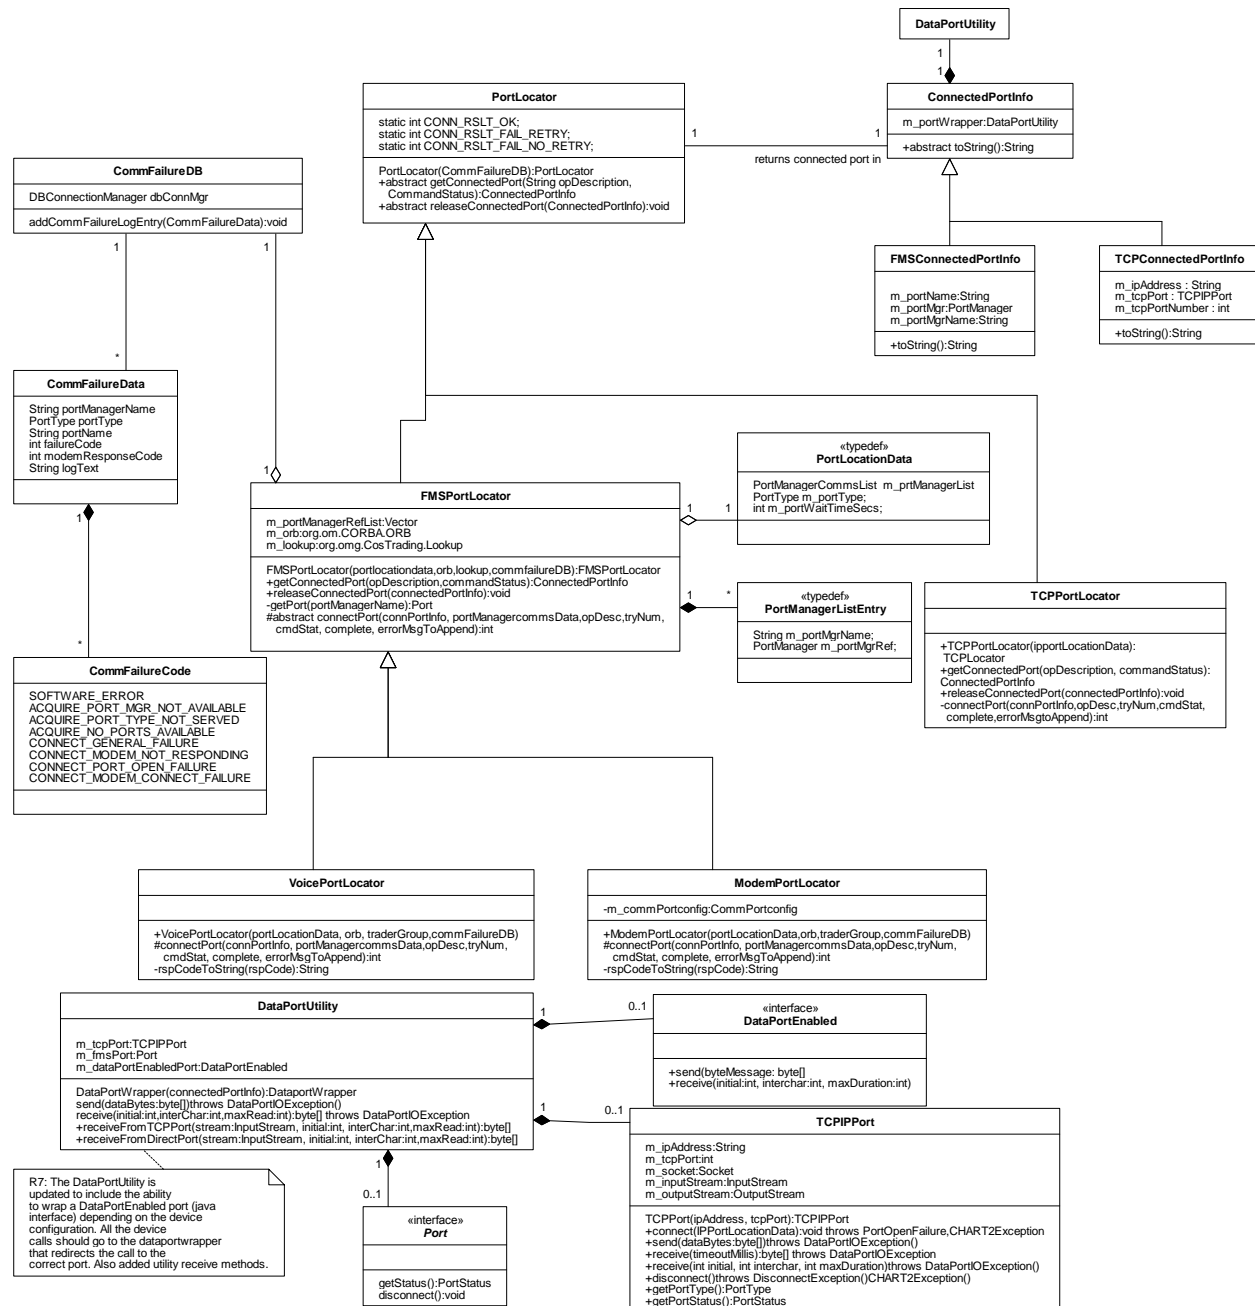 DataPortUtility
1
1
ConnectedPortInfo
m_portWrapper:DataPortUtility
+abstract toString():String
PortLocator
static int CONN_RSLT_OK;
static int CONN_RSLT_FAIL_RETRY;
static int CONN_RSLT_FAIL_NO_RETRY;
PortLocator(CommFailureDB):PortLocator
+abstract getConnectedPort(String opDescription,
CommandStatus):ConnectedPortInfo
+abstract releaseConnectedPort(ConnectedPortInfo):void
1
1
returns connected port in
CommFailureDB
DBConnectionManager dbConnMgr
addCommFailureLogEntry(CommFailureData):void
1
1
FMSConnectedPortInfo
m_portName:String
m_portMgr:PortManager
m_portMgrName:String
+toString():String
TCPConnectedPortInfo
m_ipAddress : String
m_tcpPort : TCPIPPort
m_tcpPortNumber : int
+toString():String
*
CommFailureData
String portManagerName
PortType portType
String portName
int failureCode
int modemResponseCode
String logText
1
1
FMSPortLocator
m_portManagerRefList:Vector
m_orb:org.om.CORBA.ORB
m_lookup:org.omg.CosTrading.Lookup
FMSPortLocator(portlocationdata,orb,lookup,commfailureDB):FMSPortLocator
+getConnectedPort(opDescription,commandStatus):ConnectedPortInfo
+releaseConnectedPort(connectedPortInfo):void
-getPort(portManagerName):Port
#abstract connectPort(connPortInfo, portManagercommsData,opDesc,tryNum,
cmdStat, complete, errorMsgToAppend):int
1
1
«typedef»
PortLocationData
PortManagerCommsList  m_prtManagerList
PortType m_portType;
int m_portWaitTimeSecs;
1
*
«typedef»
PortManagerListEntry
String m_portMgrName;
PortManager m_portMgrRef;
TCPPortLocator
+TCPPortLocator(ipportLocationData):
TCPLocator
+getConnectedPort(opDescription, commandStatus):
ConnectedPortInfo
+releaseConnectedPort(connectedPortInfo):void
-connectPort(connPortInfo,opDesc,tryNum,cmdStat,
complete,errorMsgtoAppend):int
*
CommFailureCode
SOFTWARE_ERROR
ACQUIRE_PORT_MGR_NOT_AVAILABLE
ACQUIRE_PORT_TYPE_NOT_SERVED
ACQUIRE_NO_PORTS_AVAILABLE
CONNECT_GENERAL_FAILURE
CONNECT_MODEM_NOT_RESPONDING
CONNECT_PORT_OPEN_FAILURE
CONNECT_MODEM_CONNECT_FAILURE
VoicePortLocator
+VoicePortLocator(portLocationData, orb, traderGroup,commFailureDB)
#connectPort(connPortInfo, portManagercommsData,opDesc,tryNum,
cmdStat, complete, errorMsgToAppend):int
-rspCodeToString(rspCode):String
ModemPortLocator
-m_commPortconfig:CommPortconfig
+ModemPortLocator(portLocationData,orb,traderGroup,commFailureDB)
#connectPort(connPortInfo, portManagercommsData,opDesc,tryNum,
cmdStat, complete, errorMsgToAppend):int
-rspCodeToString(rspCode):String
DataPortUtility
m_tcpPort:TCPIPPort
m_fmsPort:Port
m_dataPortEnabledPort:DataPortEnabled
DataPortWrapper(connectedPortInfo):DataportWrapper
send(dataBytes:byte[])throws DataPortIOException()
receive(initial:int,interChar:int,maxRead:int):byte[] throws DataPortIOException
+receiveFromTCPPort(stream:InputStream, initial:int, interChar:int,maxRead:int):byte[]
+receiveFromDirectPort(stream:InputStream, initial:int, interChar:int,maxRead:int):byte[]
1
0..1
«interface»
DataPortEnabled
+send(byteMessage: byte[]
+receive(initial:int, interchar:int, maxDuration:int)
1
0..1
TCPIPPort
m_ipAddress:String
m_tcpPort:int
m_socket:Socket
m_inputStream:InputStream
m_outputStream:OutputStream
TCPPort(ipAddress, tcpPort):TCPIPPort
+connect(IPPortLocationData):void throws PortOpenFailure,CHART2Exception
+send(dataBytes:byte[])throws DataPortIOException()
+receive(timeoutMillis):byte[] throws DataPortIOException
+receive(int initial, int interchar, int maxDuration)throws DataPortIOException()
+disconnect()throws DisconnectException()CHART2Exception()
+getPortType():PortType
+getPortStatus():PortStatus
R7: The DataPortUtility is
updated to include the ability
to wrap a DataPortEnabled port (java
interface) depending on the device
configuration. All the device
calls should go to the dataportwrapper
that redirects the call to the
correct port. Also added utility receive methods.
1
0..1
«interface»
Port
getStatus():PortStatus
disconnect():void